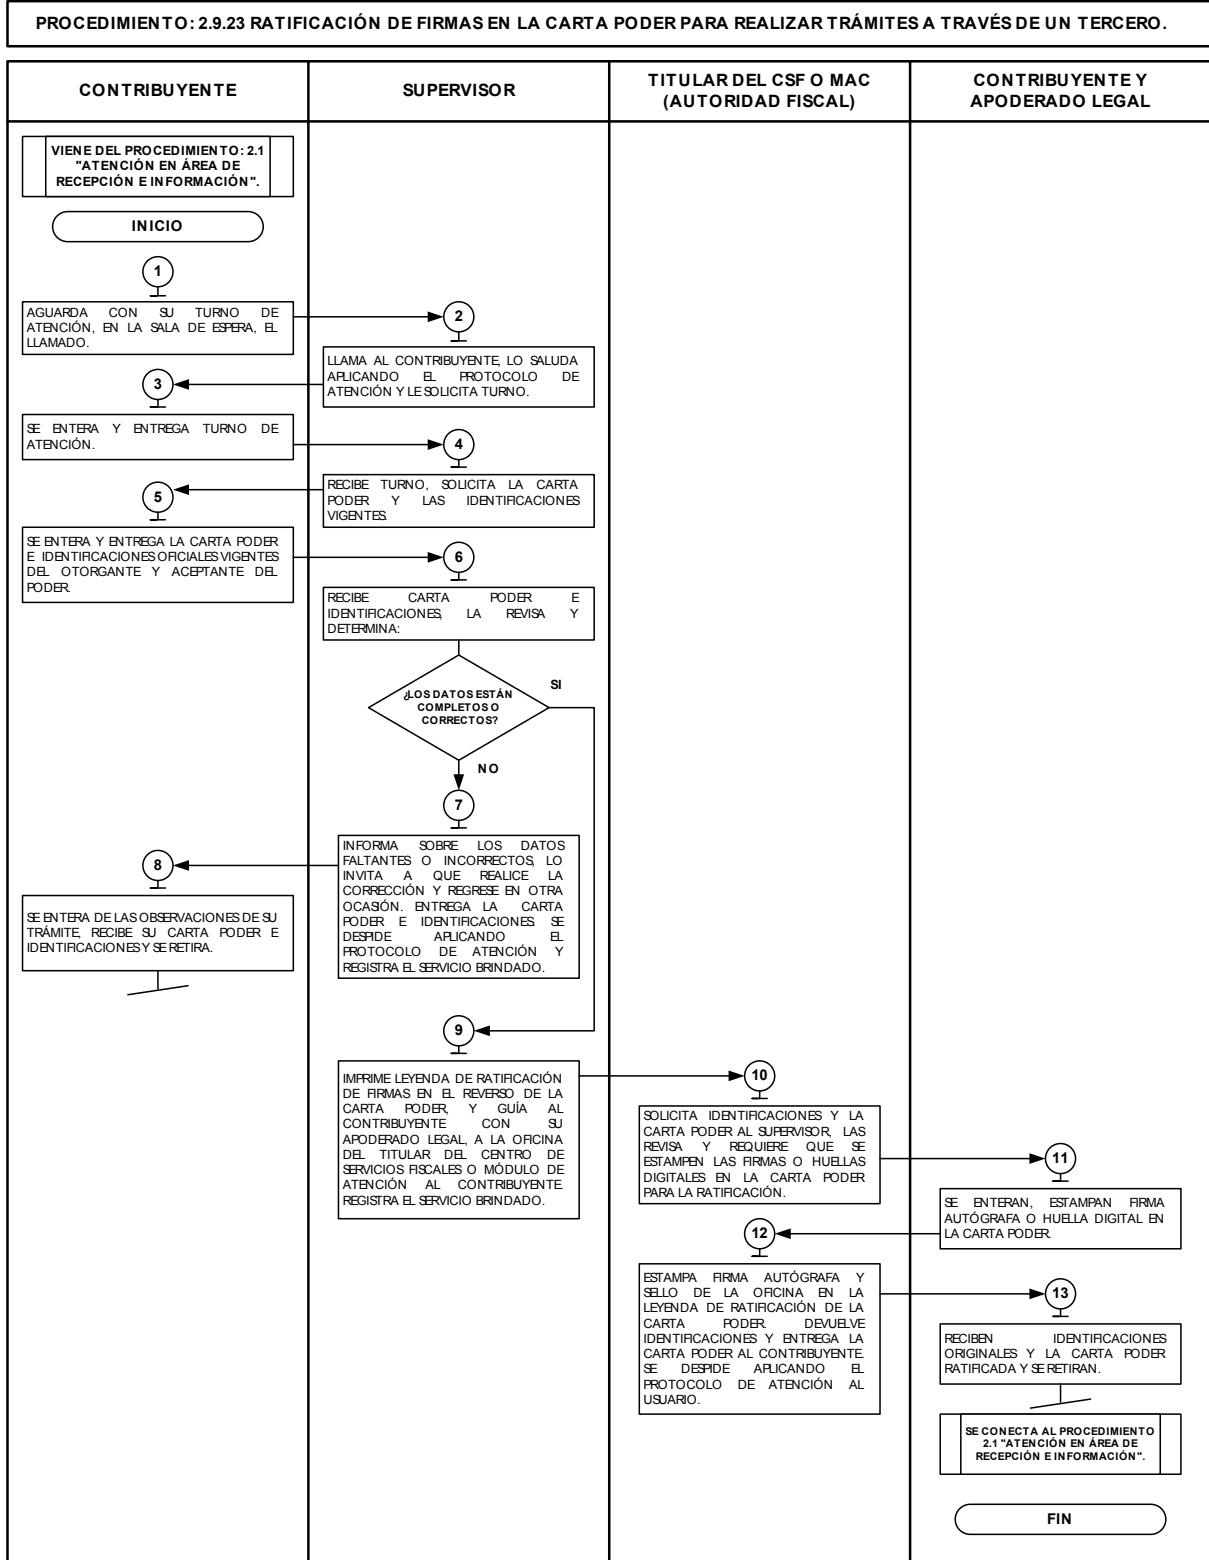 PROCEDIMIENTO: 2.9.23 RATIFICACIÓN DE FIRMAS EN LA CARTA PODER PARA REALIZAR TRÁMITES A TRAVÉS DE UN TERCERO.
CONTRIBUYENTE
SUPERVISOR
TITULAR DEL CSF O MAC
(AUTORIDAD FISCAL)
CONTRIBUYENTE Y
APODERADO LEGAL
VIENE DEL PROCEDIMIENTO: 2.1
"ATENCIÓN EN ÁREA DE
RECEPCIÓN E INFORMACIÓN".
INICIO
1
AGUARDA CON SU TURNO DE
ATENCIÓN, EN LA SALA DE ESPERA, EL
LLAMADO.
2
LLAMA AL CONTRIBUYENTE, LO SALUDA
APLICANDO EL PROTOCOLO DE
ATENCIÓN Y LE SOLICITA TURNO.
3
SE ENTERA Y ENTREGA TURNO DE
ATENCIÓN.
4
RECIBE TURNO, SOLICITA LA CARTA
PODER Y LAS IDENTIFICACIONES
VIGENTES.
5
SE ENTERA Y ENTREGA LA CARTA PODER
E IDENTIFICACIONES OFICIALES VIGENTES
DEL OTORGANTE Y ACEPTANTE DEL
PODER.
6
RECIBE CARTA PODER E
IDENTIFICACIONES, LA REVISA Y
DETERMINA:
¿LOS DATOS ESTÁN
COMPLETOS O
CORRECTOS?
SI
NO
7
INFORMA SOBRE LOS DATOS
FALTANTES O INCORRECTOS, LO
INVITA A QUE REALICE LA
CORRECCIÓN Y REGRESE EN OTRA
OCASIÓN. ENTREGA LA CARTA
PODER E IDENTIFICACIONES. SE
DESPIDE APLICANDO EL
PROTOCOLO DE ATENCIÓN Y
REGISTRA EL SERVICIO BRINDADO.
8
SE ENTERA DE LAS OBSERVACIONES DE SU
TRÁMITE, RECIBE SU CARTA PODER E
IDENTIFICACIONES Y SE RETIRA.
9
IMPRIME LEYENDA DE RATIFICACIÓN
DE FIRMAS EN EL REVERSO DE LA
CARTA PODER, Y GUÍA AL
CONTRIBUYENTE CON SU
APODERADO LEGAL, A LA OFICINA
DEL TITULAR DEL CENTRO DE
SERVICIOS FISCALES O MÓDULO DE
ATENCIÓN AL CONTRIBUYENTE.
REGISTRA EL SERVICIO BRINDADO.
10
SOLICITA IDENTIFICACIONES Y LA
CARTA PODER AL SUPERVISOR, LAS
REVISA Y REQUIERE QUE SE
ESTAMPEN LAS FIRMAS O HUELLAS
DIGITALES EN LA CARTA PODER
PARA LA RATIFICACIÓN.
11
SE ENTERAN, ESTAMPAN FIRMA
AUTÓGRAFA O HUELLA DIGITAL EN
LA CARTA PODER.
12
ESTAMPA FIRMA AUTÓGRAFA Y
SELLO DE LA OFICINA EN LA
LEYENDA DE RATIFICACIÓN DE LA
CARTA PODER. DEVUELVE
IDENTIFICACIONES Y ENTREGA LA
CARTA PODER AL CONTRIBUYENTE.
SE DESPIDE APLICANDO EL
PROTOCOLO DE ATENCIÓN AL
USUARIO.
13
RECIBEN IDENTIFICACIONES
ORIGINALES Y LA CARTA PODER
RATIFICADA Y SE RETIRAN.
SE CONECTA AL PROCEDIMIENTO
2.1 "ATENCIÓN EN ÁREA DE
RECEPCIÓN E INFORMACIÓN".
FIN